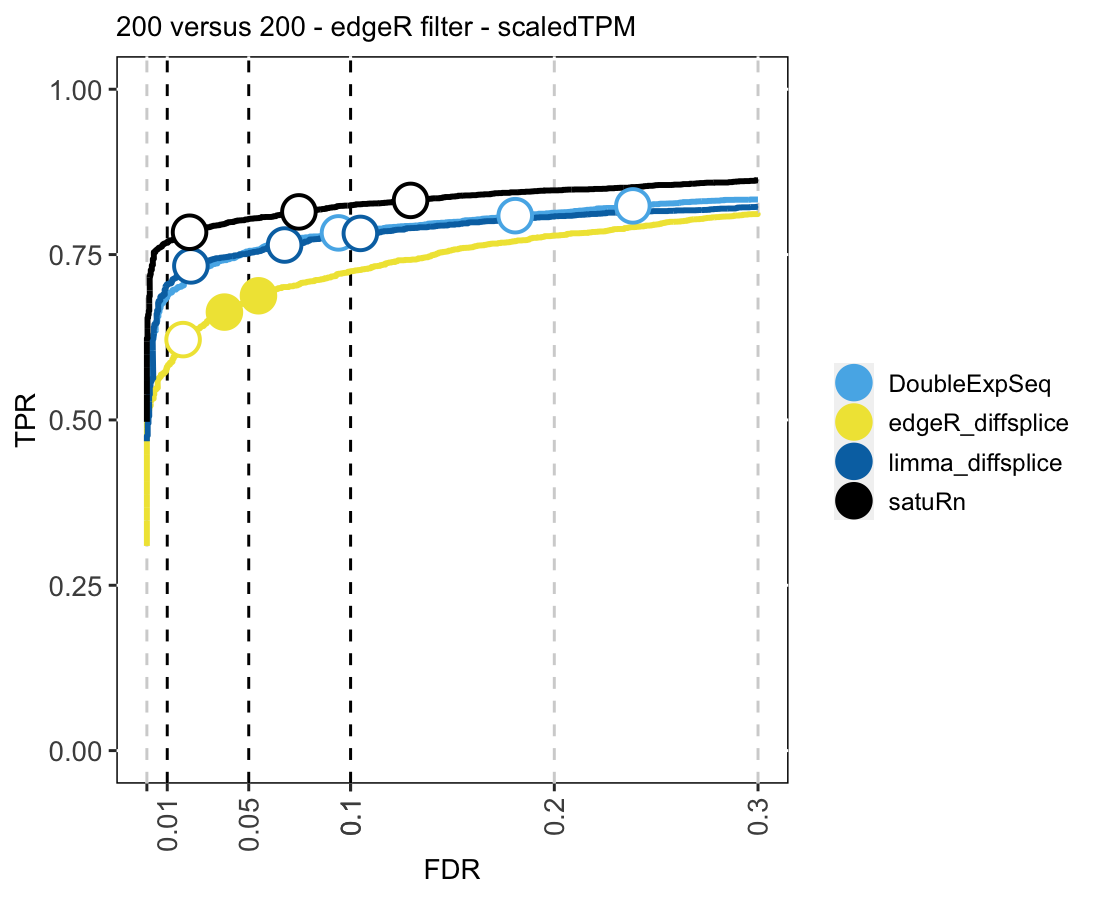 200 versus 200 - edgeR filter - scaledTPM
TPR
1.00
0.75
0.50
0.25
0.00
0.01
0.05
0.1
0.2
0.3
FDR
DoubleExpSeq
edgeR_diffsplice
limma_diffsplice
satuRn